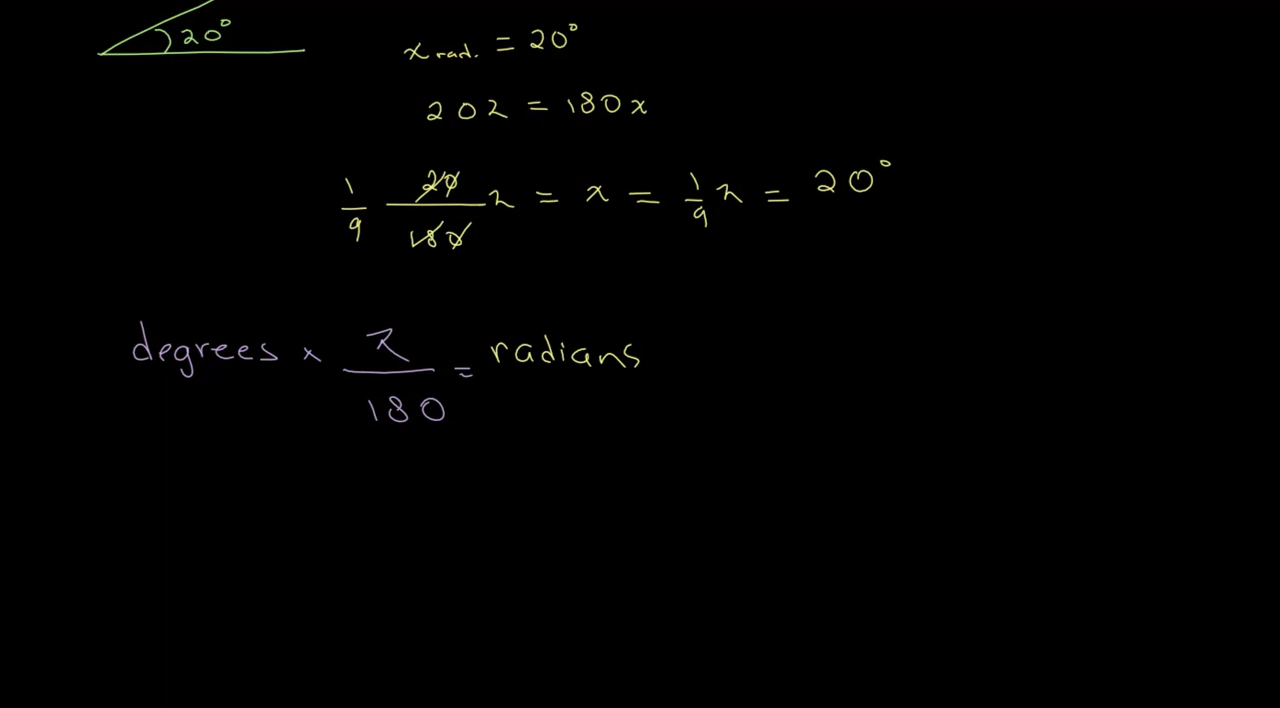 20°
x rad. = 20°
20π = 180x
1/9 20/180 π = x = 1/9 π = 20°
degrees × π/180 = radians